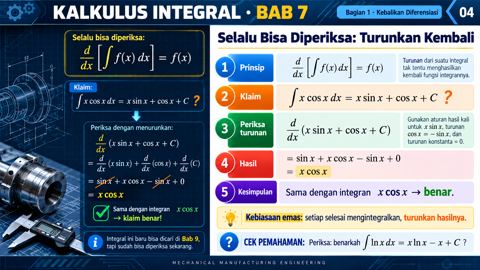 KALKULUS INTEGRAL · BAB 7
Bagian 1 - Kebalikan Diferensiasi
04
Selalu bisa diperiksa:
d/dx [∫ f(x) dx] = f(x)
Klaim:
∫ x cos x dx = x sin x + cos x + C ?
Periksa dengan menurunkan:
d/dx (x sin x + cos x + C)
= d/dx (x sin x) + d/dx (cos x) + d/dx (C)
= sin x + x cos x − sin x + 0
= x cos x
Sama dengan integran x cos x
→ klaim benar!
Integral ini baru bisa dicari di Bab 9,
tapi sudah bisa diperiksa sekarang.
Selalu Bisa Diperiksa: Turunkan Kembali
1 Prinsip
d/dx [∫ f(x) dx] = f(x)
Turunan dari suatu integral
tak tentu menghasilkan
kembali fungsi integrannya.
2 Klaim
∫ x cos x dx = x sin x + cos x + C ?
3 Periksa
turunan
d/dx (x sin x + cos x + C)
Gunakan aturan hasil kali
untuk x sin x, turunan
cos x = − sin x, dan
turunan konstanta = 0.
4 Hasil
= sin x + x cos x − sin x + 0
= x cos x
5 Kesimpulan
Sama dengan integran x cos x → benar.
Kebiasaan emas: setiap selesai mengintegralkan, turunkan hasilnya.
? CEK PEMAHAMAN: Periksa: benarkah ∫ ln x dx = x ln x − x + C ?
MECHANICAL MANUFACTURING ENGINEERING